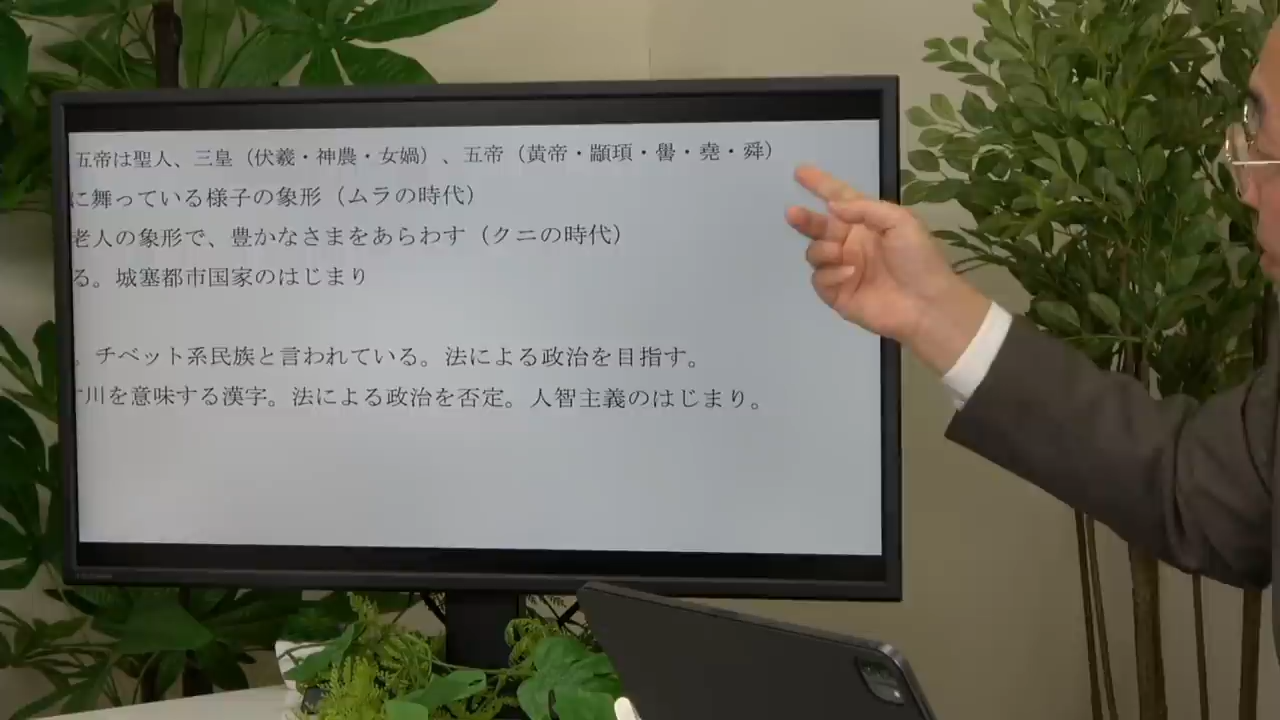 五帝は聖人、三皇（伏羲・神農・女媧）、五帝（黄帝・顓頊・嚳・堯・舜）
に舞っている様子の象形（ムラの時代）
老人の象形で、豊かなさまをあらわす（クニの時代）
る。城塞都市国家のはじまり
。チベット系民族と言われている。法による政治を目指す。
川を意味する漢字。法による政治を否定。人智主義のはじまり。